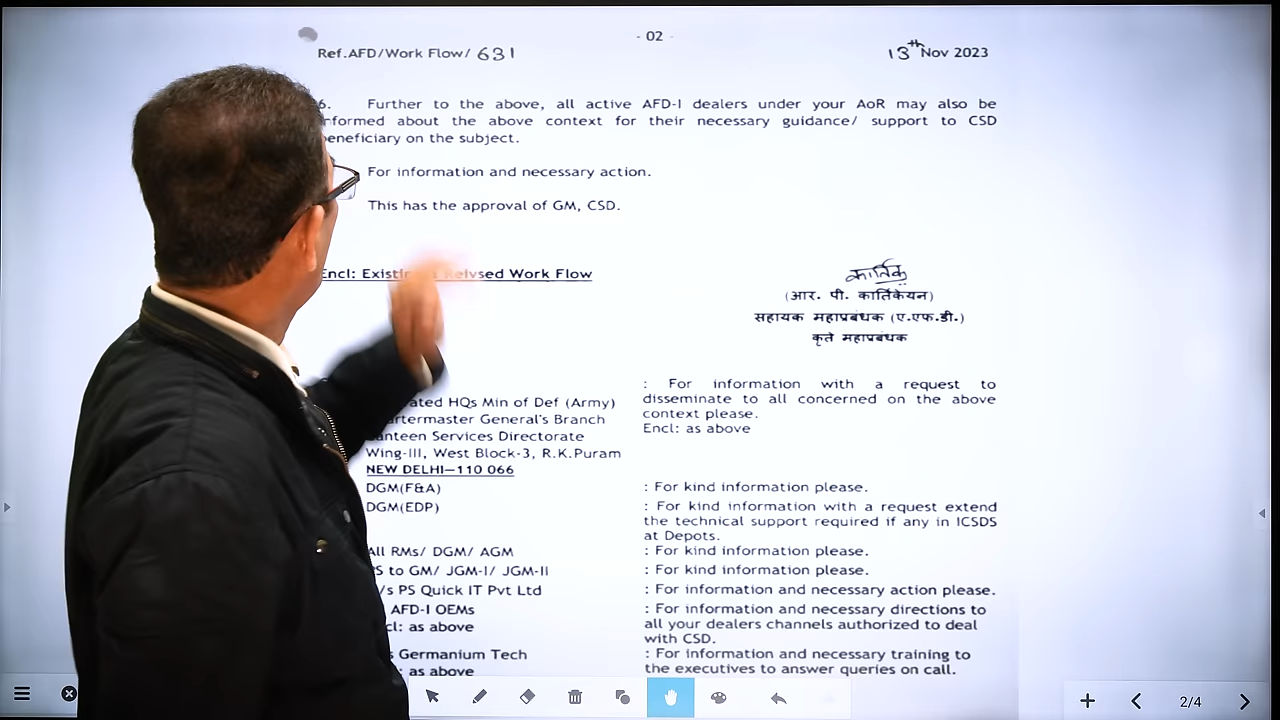 - 02 -
Ref.AFD/Work Flow/ 631
13th Nov 2023
6. Further to the above, all active AFD-I dealers under your AoR may also be
about the above context for their necessary guidance/ support to CSD
on the subject.
For information and necessary action.
This has the approval of GM, CSD.
Encl: Relvsed Work Flow
कार्तिक
(आर. पी. कार्तिकेयन)
सहायक महाप्रबंधक (ए.एफ.डी.)
कृते महाप्रबंधक
HQs Min of Def (Army)
General's Branch
Services Directorate
Wing-III, West Block-3, R.K.Puram
NEW DELHI–110 066
: For information with a request to
disseminate to all concerned on the above
context please.
Encl: as above
DGM(F&A)
: For kind information please.
DGM(EDP)
: For kind information with a request extend
the technical support required if any in ICSDS
at Depots.
All RMs/ DGM/ AGM
: For kind information please.
to GM/ JGM-I/ JGM-II
: For kind information please.
PS Quick IT Pvt Ltd
: For information and necessary action please.
AFD-I OEMs
as above
: For information and necessary directions to
all your dealers channels authorized to deal
with CSD.
Germanium Tech
: as above
: For information and necessary training to
the executives to answer queries on call.
2/4